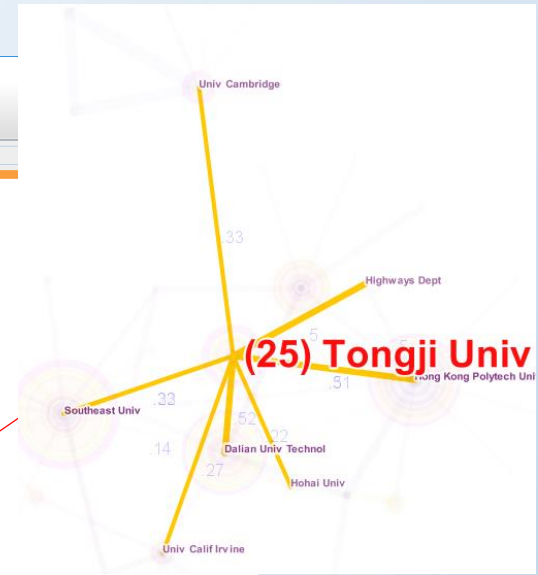 Univ Cambridge
.33
Highways Dept
.5
(25) Tongji Univ
Hong Kong Polytech Uni
.51
.33
Southeast Univ
.52
.22
.14
Dalian Univ Technol
.27
Hohai Univ
Univ Calif Irvine